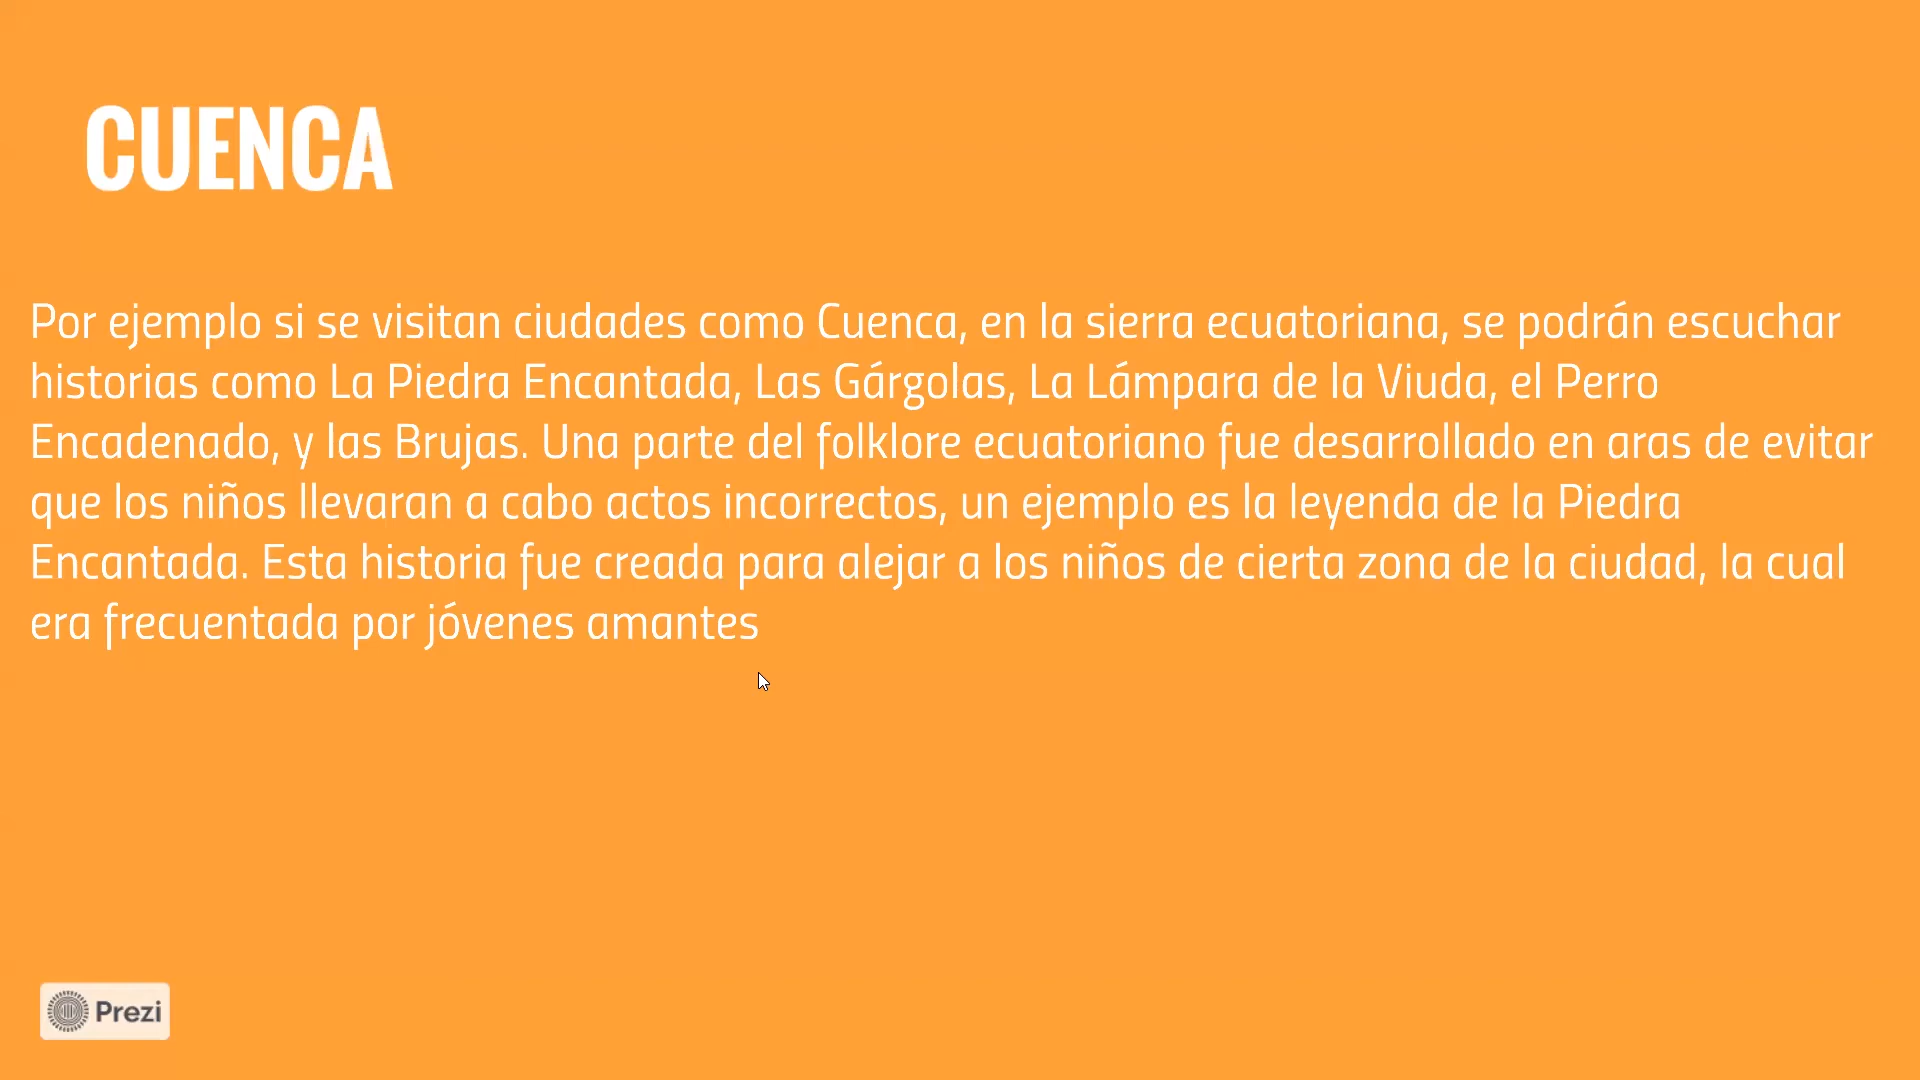 CUENCA
Por ejemplo si se visitan ciudades como Cuenca, en la sierra ecuatoriana, se podrán escuchar
historias como La Piedra Encantada, Las Gárgolas, La Lámpara de la Viuda, el Perro
Encadenado, y las Brujas. Una parte del folklore ecuatoriano fue desarrollado en aras de evitar
que los niños llevaran a cabo actos incorrectos, un ejemplo es la leyenda de la Piedra
Encantada. Esta historia fue creada para alejar a los niños de cierta zona de la ciudad, la cual
era frecuentada por jóvenes amantes
Prezi